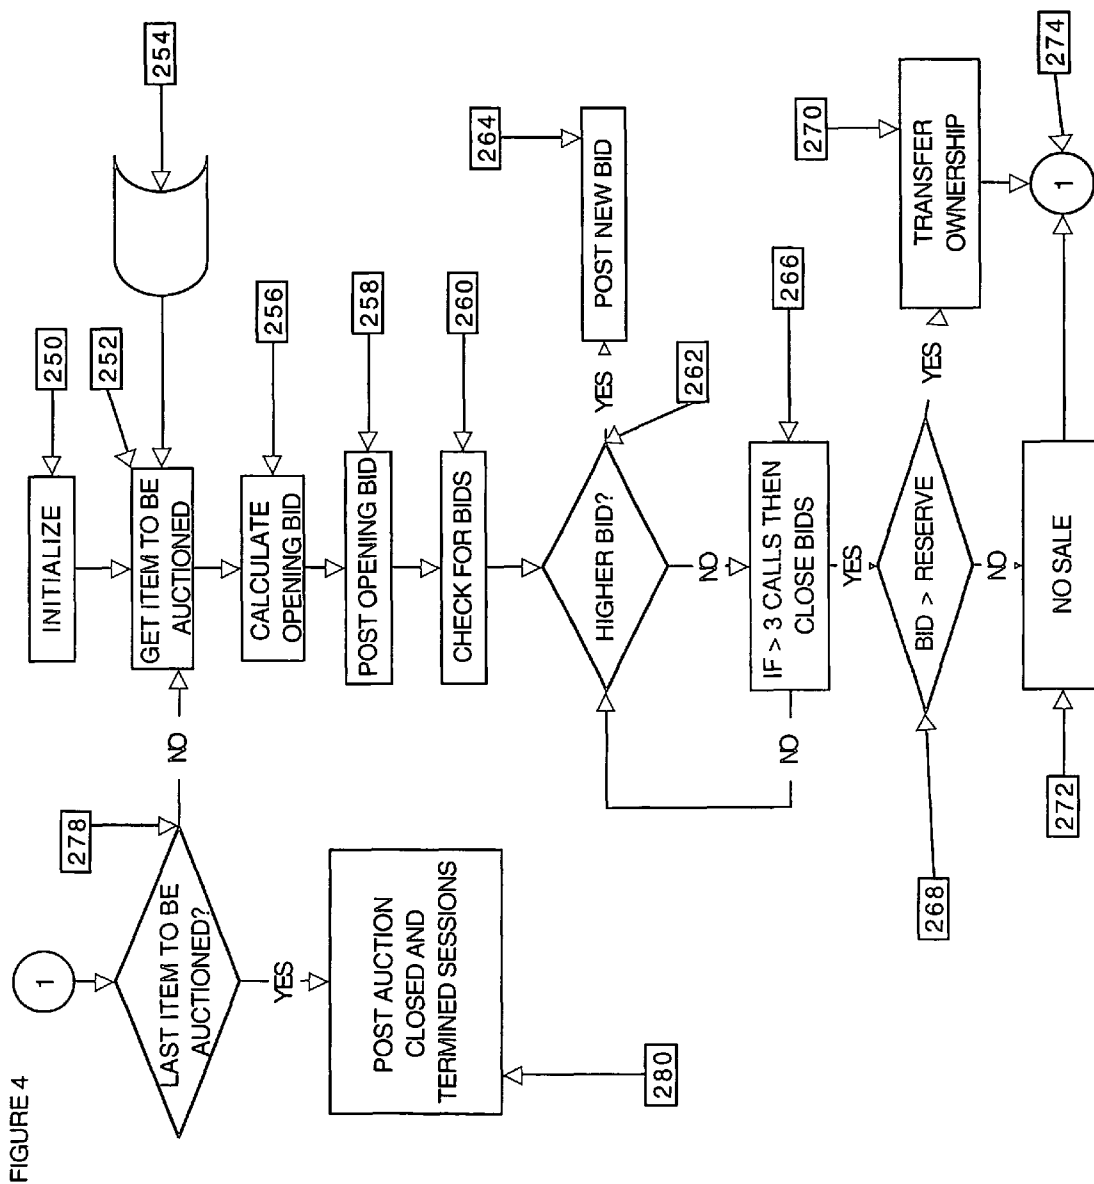 FIGURE 4
1
LAST ITEM TO BE
AUCTIONED?
278
NO
YES
POST AUCTION
CLOSED AND
TERMINED SESSIONS
280
INITIALIZE
250
252
254
GET ITEM TO BE
AUCTIONED
CALCULATE
OPENING BID
256
POST OPENING BID
258
CHECK FOR BIDS
260
HIGHER BID?
262
YES
POST NEW BID
264
NO
IF > 3 CALLS THEN
CLOSE BIDS
266
NO
YES
BID > RESERVE
268
YES
TRANSFER
OWNERSHIP
270
NO
NO SALE
272
1
274